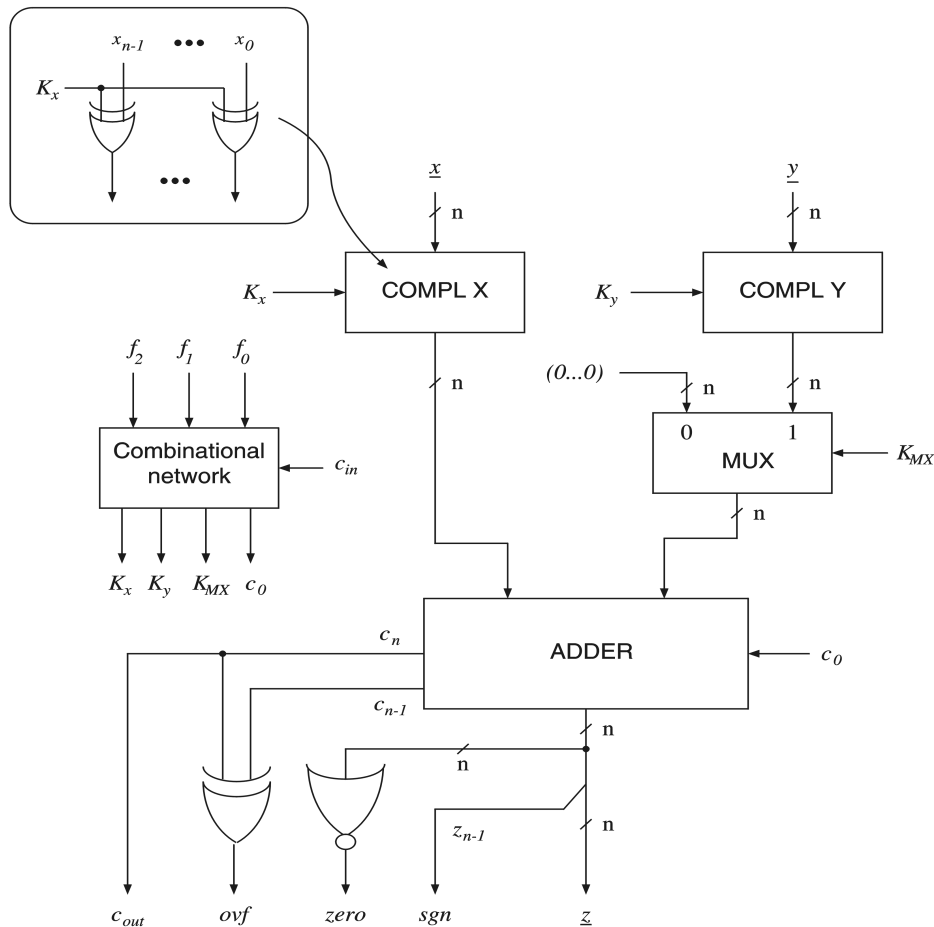 x_{n-1} ••• x_0
K_x
•••
x
y
n
n
K_x
COMPL X
K_y
COMPL Y
f_2 f_1 f_0
n
(0...0)
n
n
0 1
MUX
K_{MX}
Combinational
network
c_{in}
n
K_x K_y K_{MX} c_0
c_n
ADDER
c_0
c_{n-1}
n
n
z_{n-1}
n
c_{out} ovf zero sgn z